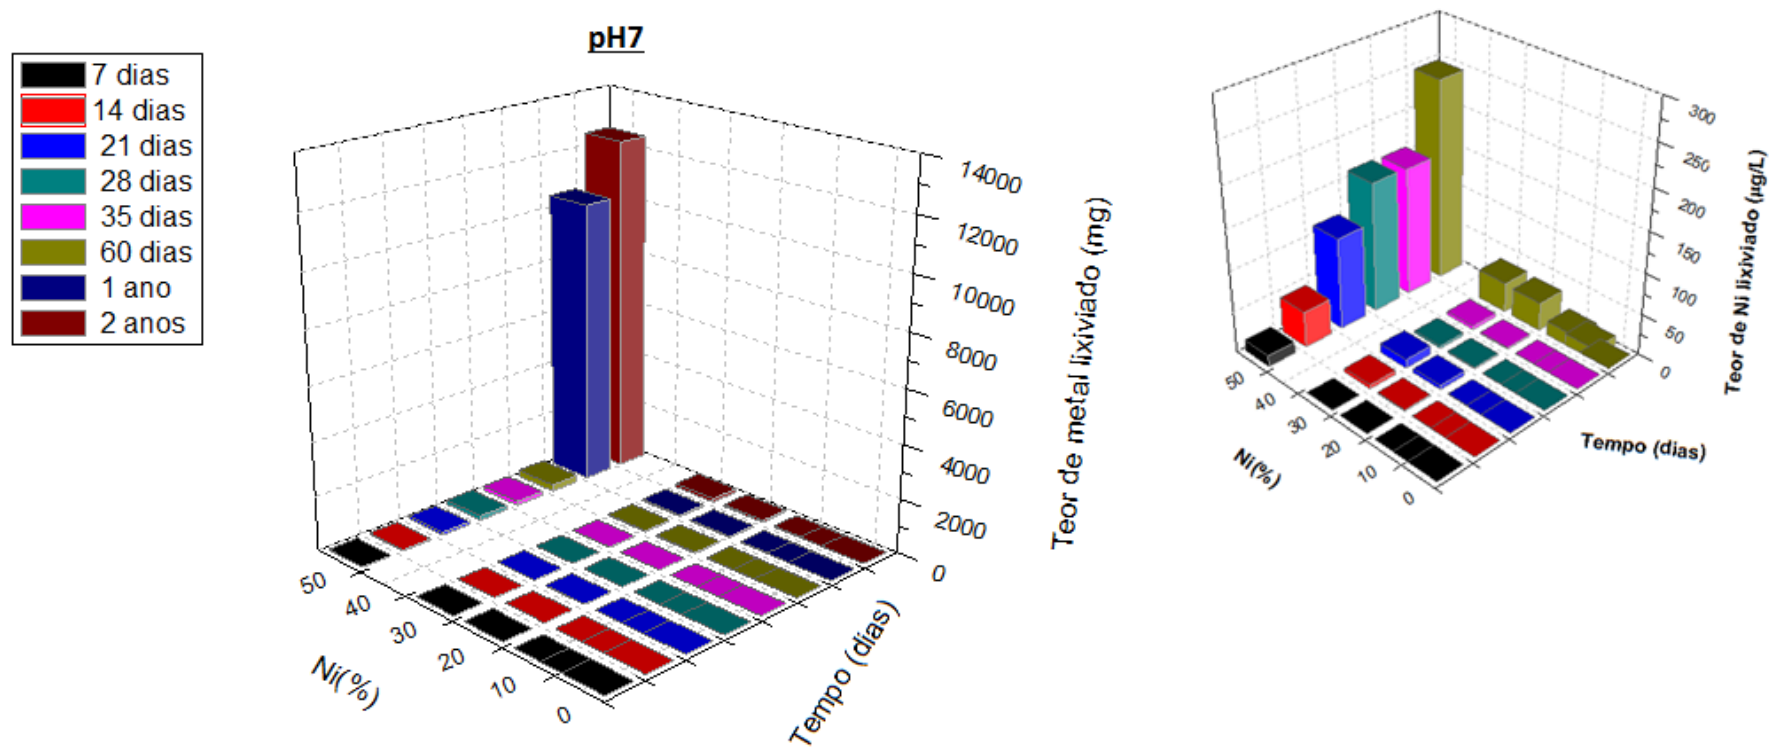 pH7
7 dias
14 dias
21 dias
28 dias
35 dias
60 dias
1 ano
2 anos
14000
12000
10000
8000
6000
4000
2000
0
Teor de metal lixiviado (mg)
50
40
30
20
10
0
Ni(%)
Tempo (dias)
300
250
200
150
100
50
0
Teor de Ni lixiviado (µg/L)
50
40
30
20
10
0
Ni(%)
Tempo (dias)